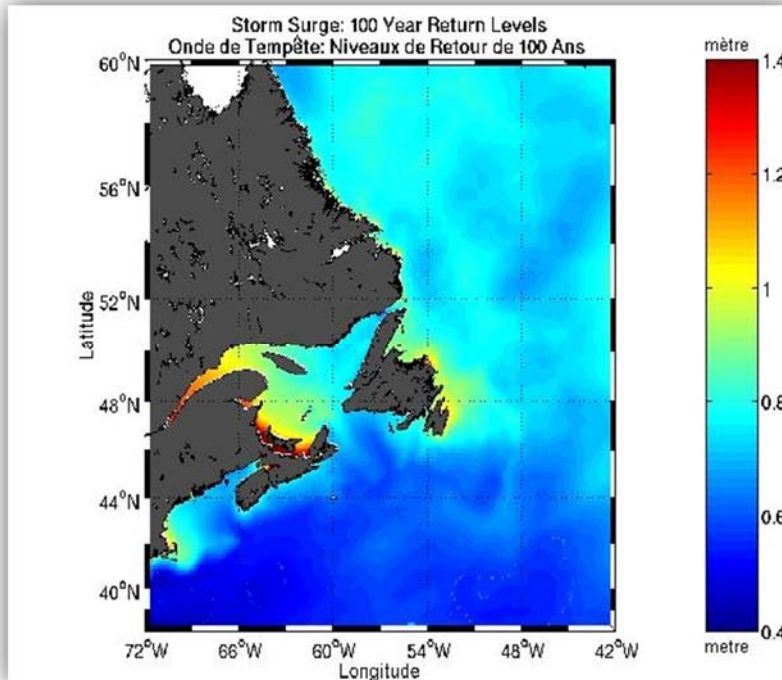 Storm Surge: 100 Year Return Levels
Onde de Tempête: Niveaux de Retour de 100 Ans
mètre
60°N
56°N
52°N
48°N
44°N
40°N
Latitude
72°W 66°W 60°W 54°W 48°W 42°W
Longitude
1.4
1.2
1
0.8
0.6
0.4
metre